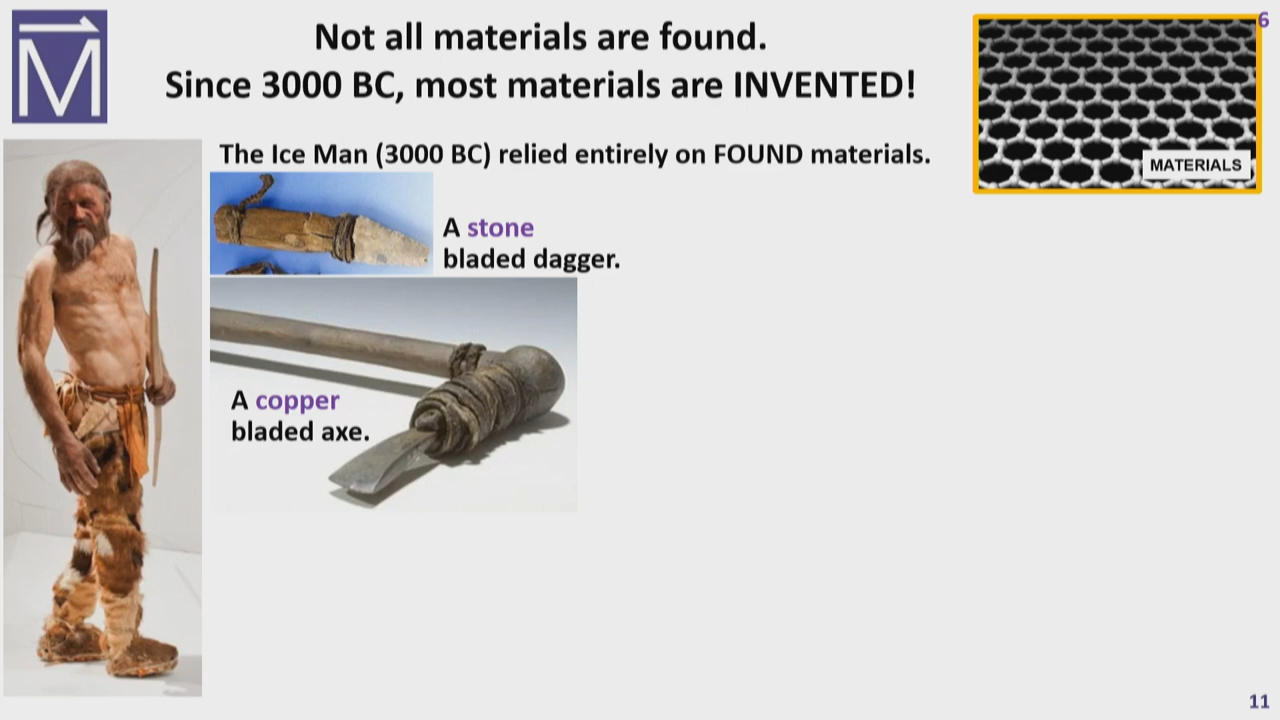 M
Not all materials are found.
Since 3000 BC, most materials are INVENTED!
6
MATERIALS
The Ice Man (3000 BC) relied entirely on FOUND materials.
A stone
bladed dagger.
A copper
bladed axe.
11